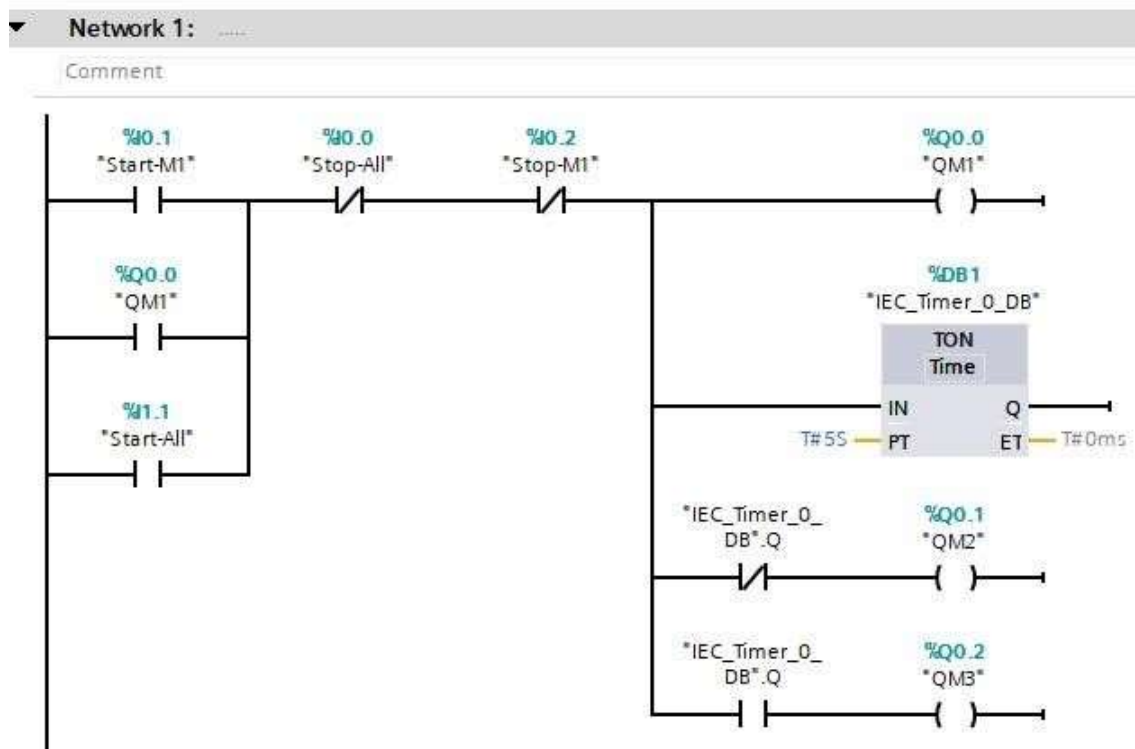 Network 1: .....
Comment
%I0.1
"Start-M1"
%I0.0
"Stop-All"
%I0.2
"Stop-M1"
%Q0.0
"QM1"
%Q0.0
"QM1"
%I1.1
"Start-All"
%DB1
"IEC_Timer_0_DB"
TON
Time
IN Q
T#5S PT ET T#0ms
"IEC_Timer_0_
DB".Q
%Q0.1
"QM2"
"IEC_Timer_0_
DB".Q
%Q0.2
"QM3"